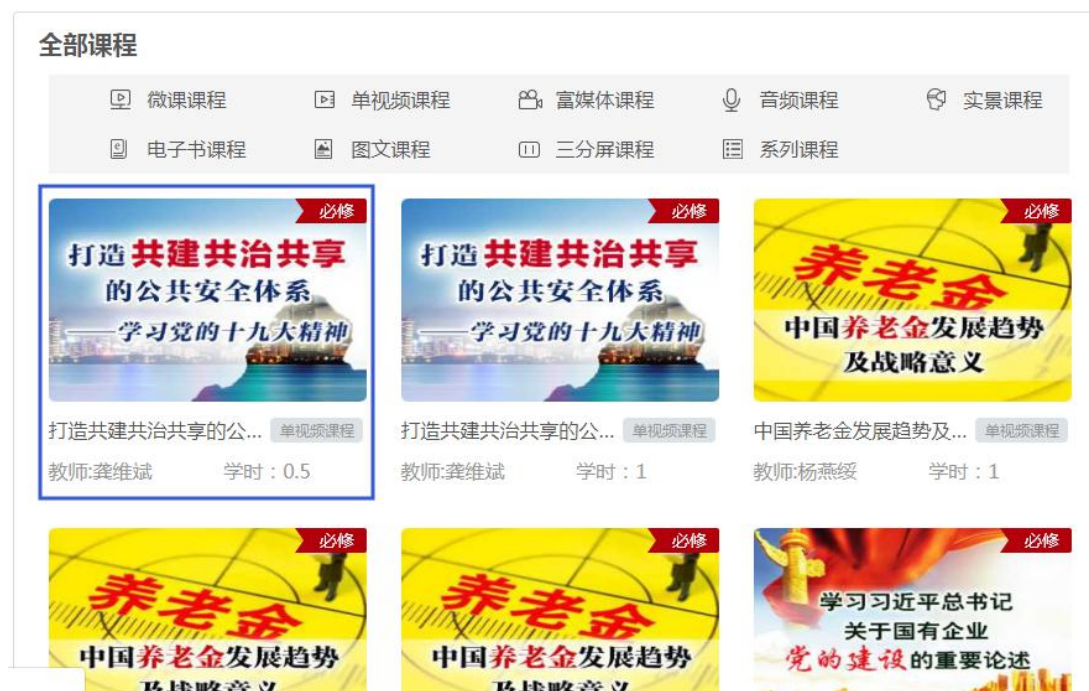 全部课程
微课课程 单视频课程 富媒体课程 音频课程 实景课程
电子书课程 图文课程 三分屏课程 系列课程
必修
打造共建共治共享
的公共安全体系
——学习党的十九大精神
打造共建共治共享的公... 单视频课程
教师:龚维斌 学时：0.5
必修
打造共建共治共享
的公共安全体系
——学习党的十九大精神
打造共建共治共享的公... 单视频课程
教师:龚维斌 学时：1
必修
养老金
中国养老金发展趋势
及战略意义
中国养老金发展趋势及... 单视频课程
教师:杨燕绥 学时：1
必修
养老金
中国养老金发展趋势
及战略意义
必修
养老金
中国养老金发展趋势
及战略意义
必修
学习习近平总书记
关于国有企业
党的建设的重要论述